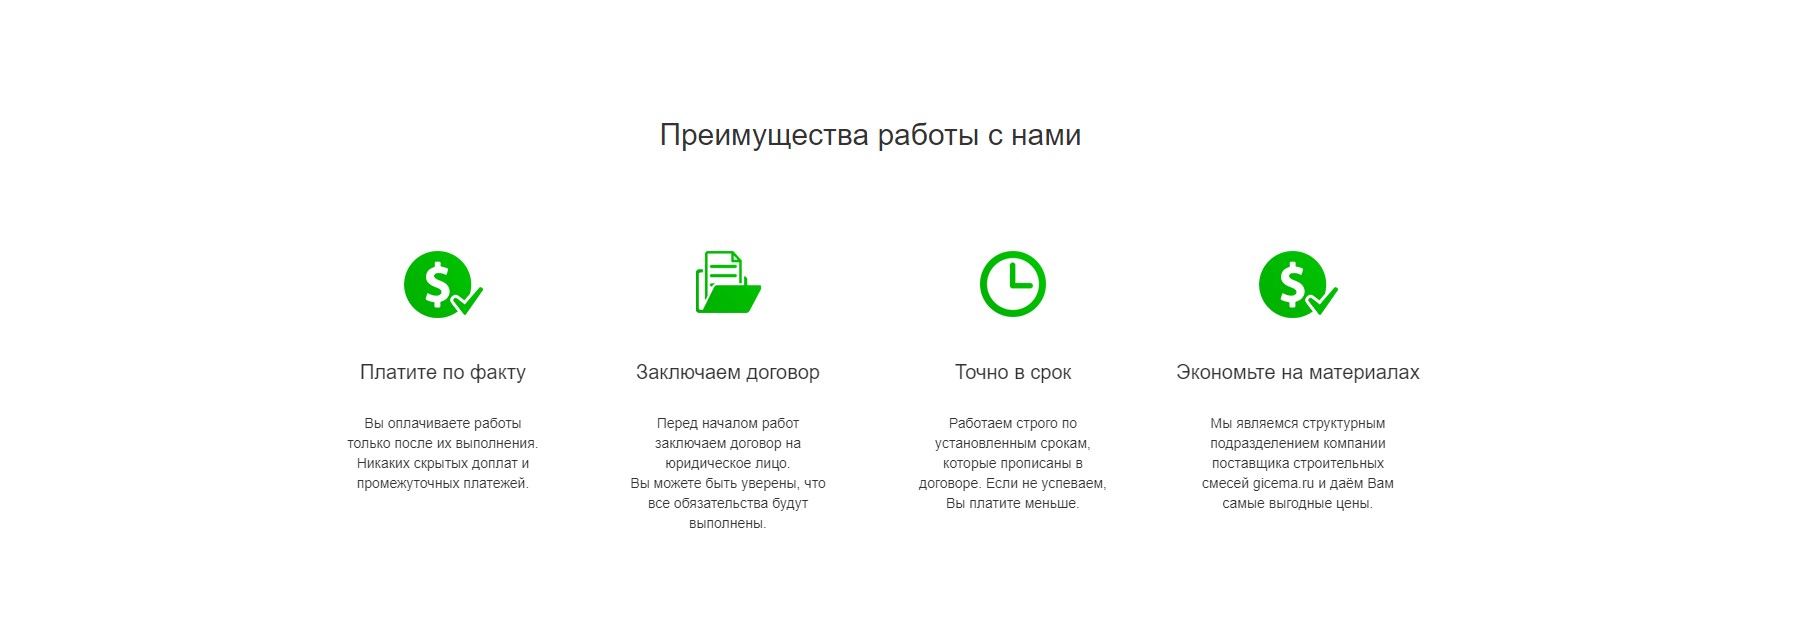 Преимущества работы с нами
Платите по факту
Вы оплачиваете работы
только после их выполнения.
Никаких скрытых доплат и
промежуточных платежей.
Заключаем договор
Перед началом работ
заключаем договор на
юридическое лицо.
Вы можете быть уверены, что
все обязательства будут
выполнены.
Точно в срок
Работаем строго по
установленным срокам,
которые прописаны в
договоре. Если не успеваем,
Вы платите меньше.
Экономьте на материалах
Мы являемся структурным
подразделением компании
поставщика строительных
смесей gicema.ru и даём Вам
самые выгодные цены.